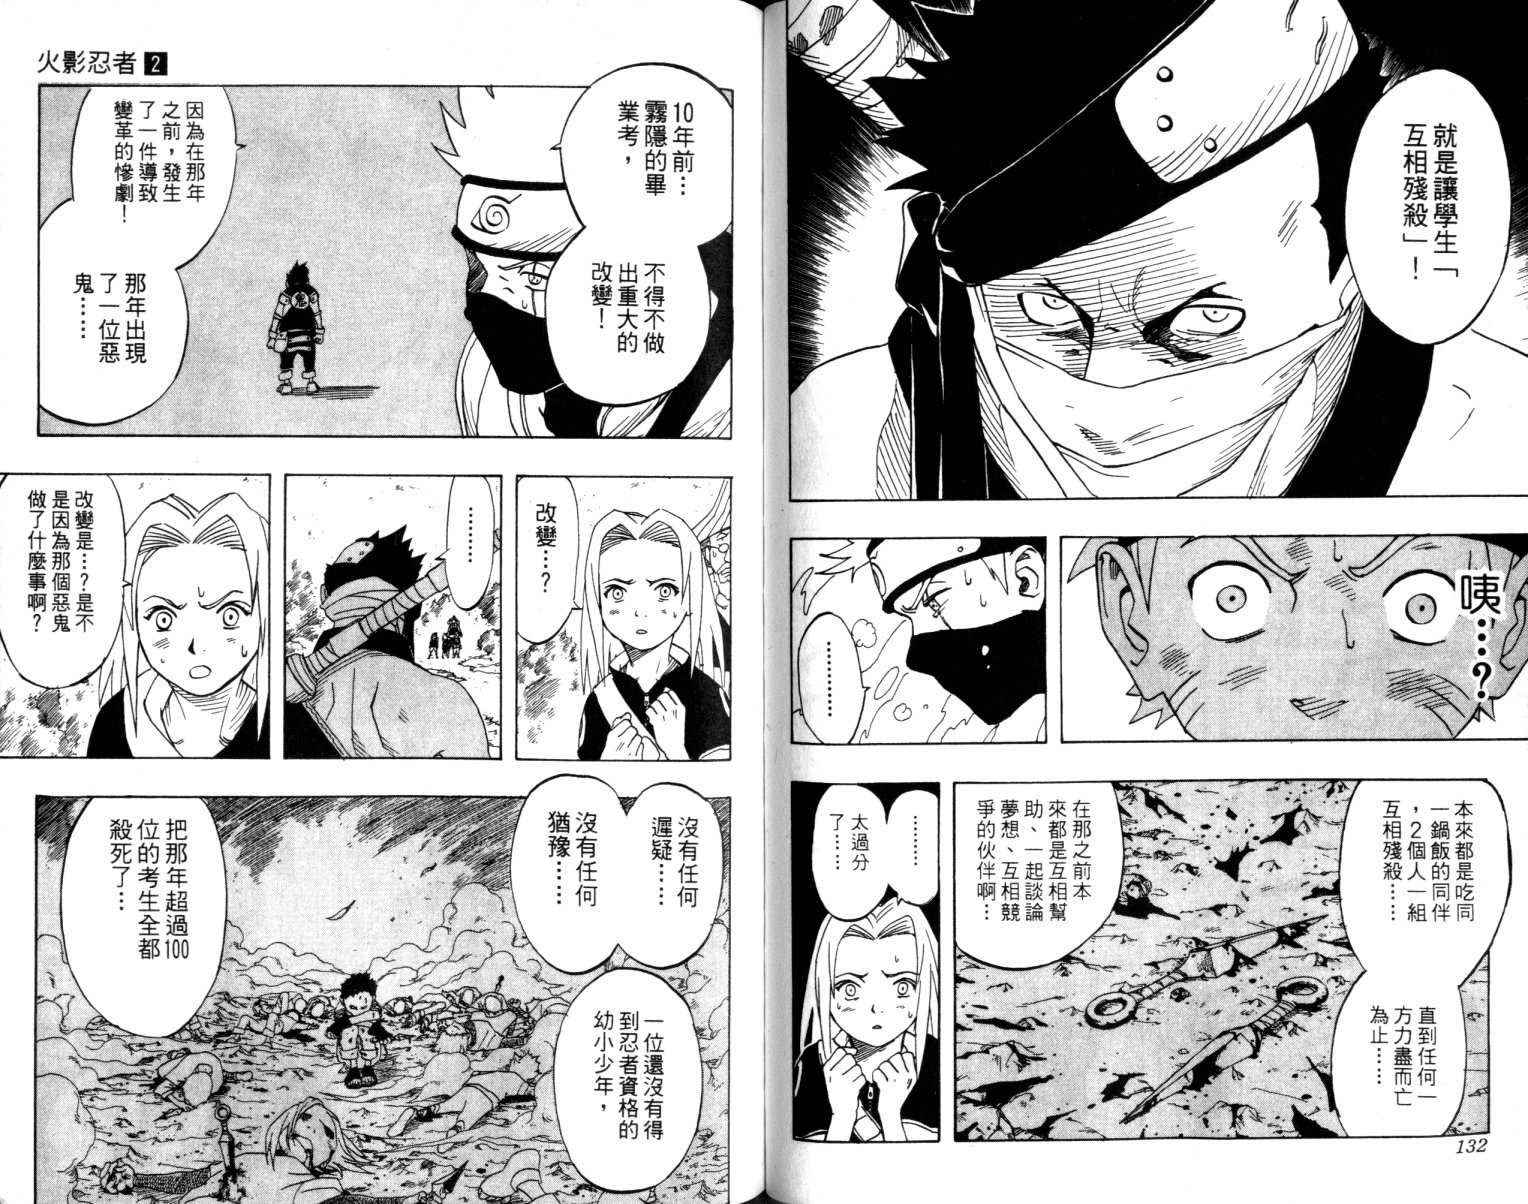 就是讓學生「
互相殘殺」！
咦…？
………
本來都是吃同
一鍋飯的同伴
，2個人一組
互相殘殺……
直到任何一
方力盡而亡
為止……
在那之前本
來都是互相幫
助、一起談論
夢想、互相競
爭的伙伴啊…
………
太過分
了……
132
火影忍者 2
10年前…
霧隱的畢
業考，
不得不做
出重大的
改變！
因為在那年
之前，發生
了一件導致
變革的慘劇！
那年出現
了一位惡
鬼……
改變…？
………
改變是…？是不
是因為那個惡鬼
做了什麼事啊？
沒有任何
遲疑……
沒有任何
猶豫……
一位還沒有得
到忍者資格的
幼小少年，
把那年超過100
位的考生全都
殺死了…